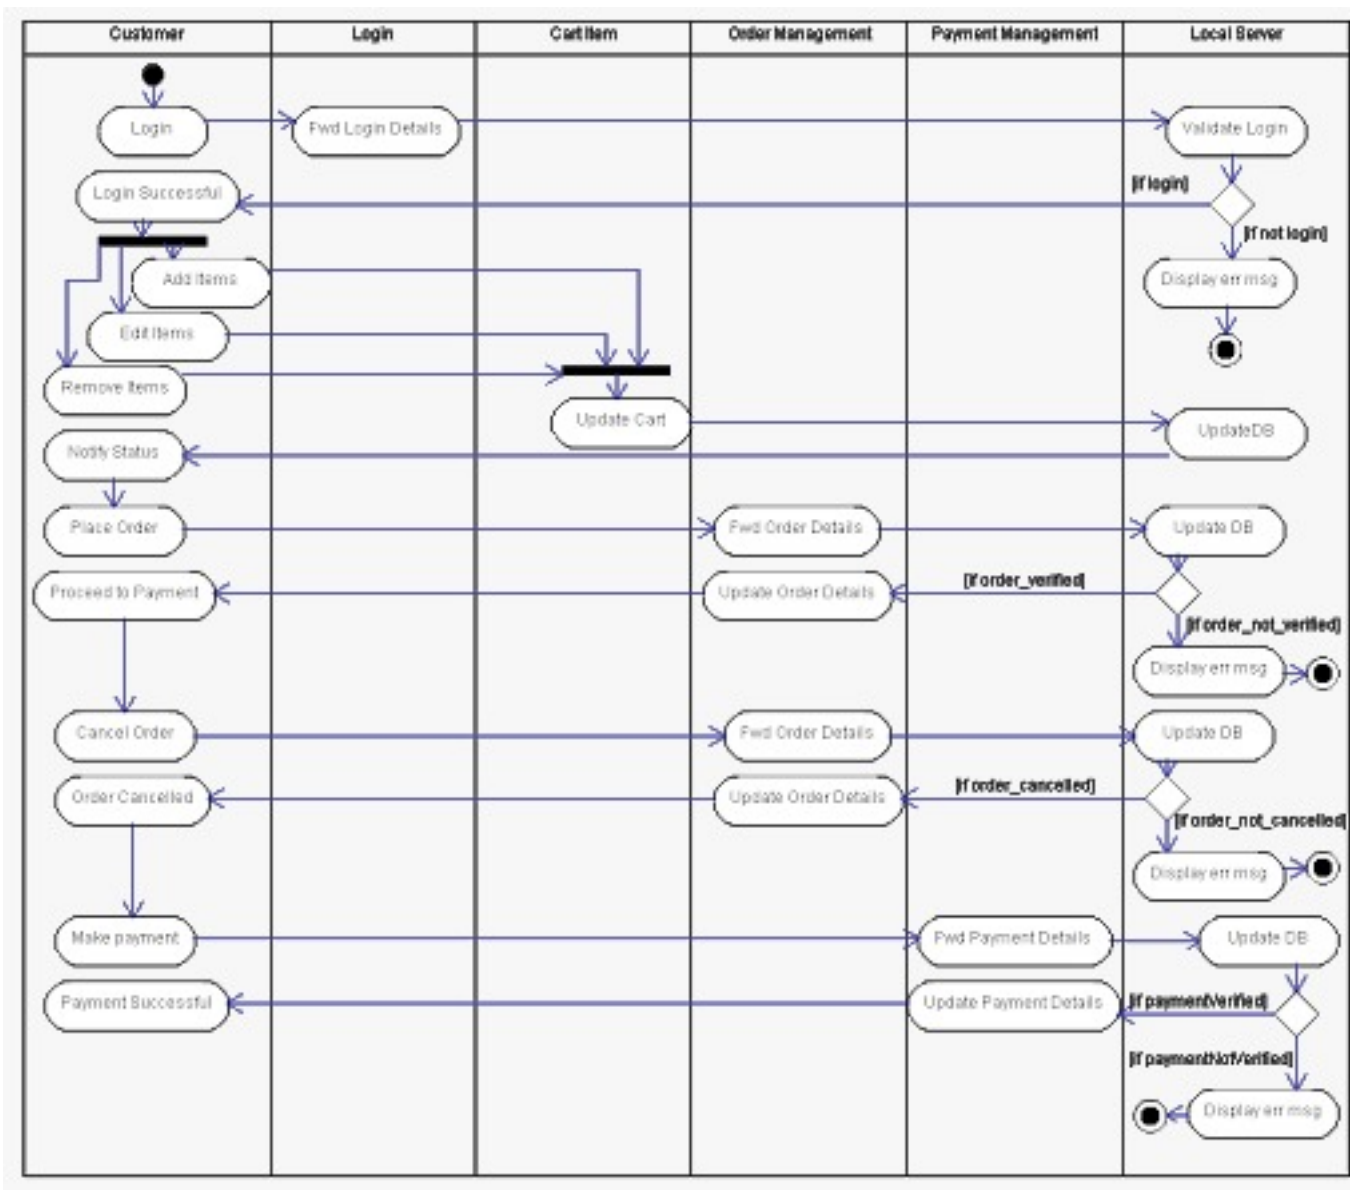 Customer Login Cart Item Order Management Payment Management Local Server
Login Fwd Login Details Validate Login
[if login]
Login Successful
[if not login]
Add Items Display err msg
Edit Items
Remove Items
Update Cart UpdateDB
Notify Status
Place Order Fwd Order Details Update DB
[if order_verified]
Proceed to Payment Update Order Details
[if order_not_verified]
Display err msg
Cancel Order Fwd Order Details Update DB
[if order_cancelled]
Order Cancelled Update Order Details
[if order_not_cancelled]
Display err msg
Make payment Fwd Payment Details Update DB
Payment Successful Update Payment Details [if paymentVerified]
[if paymentNotVerified]
Display err msg